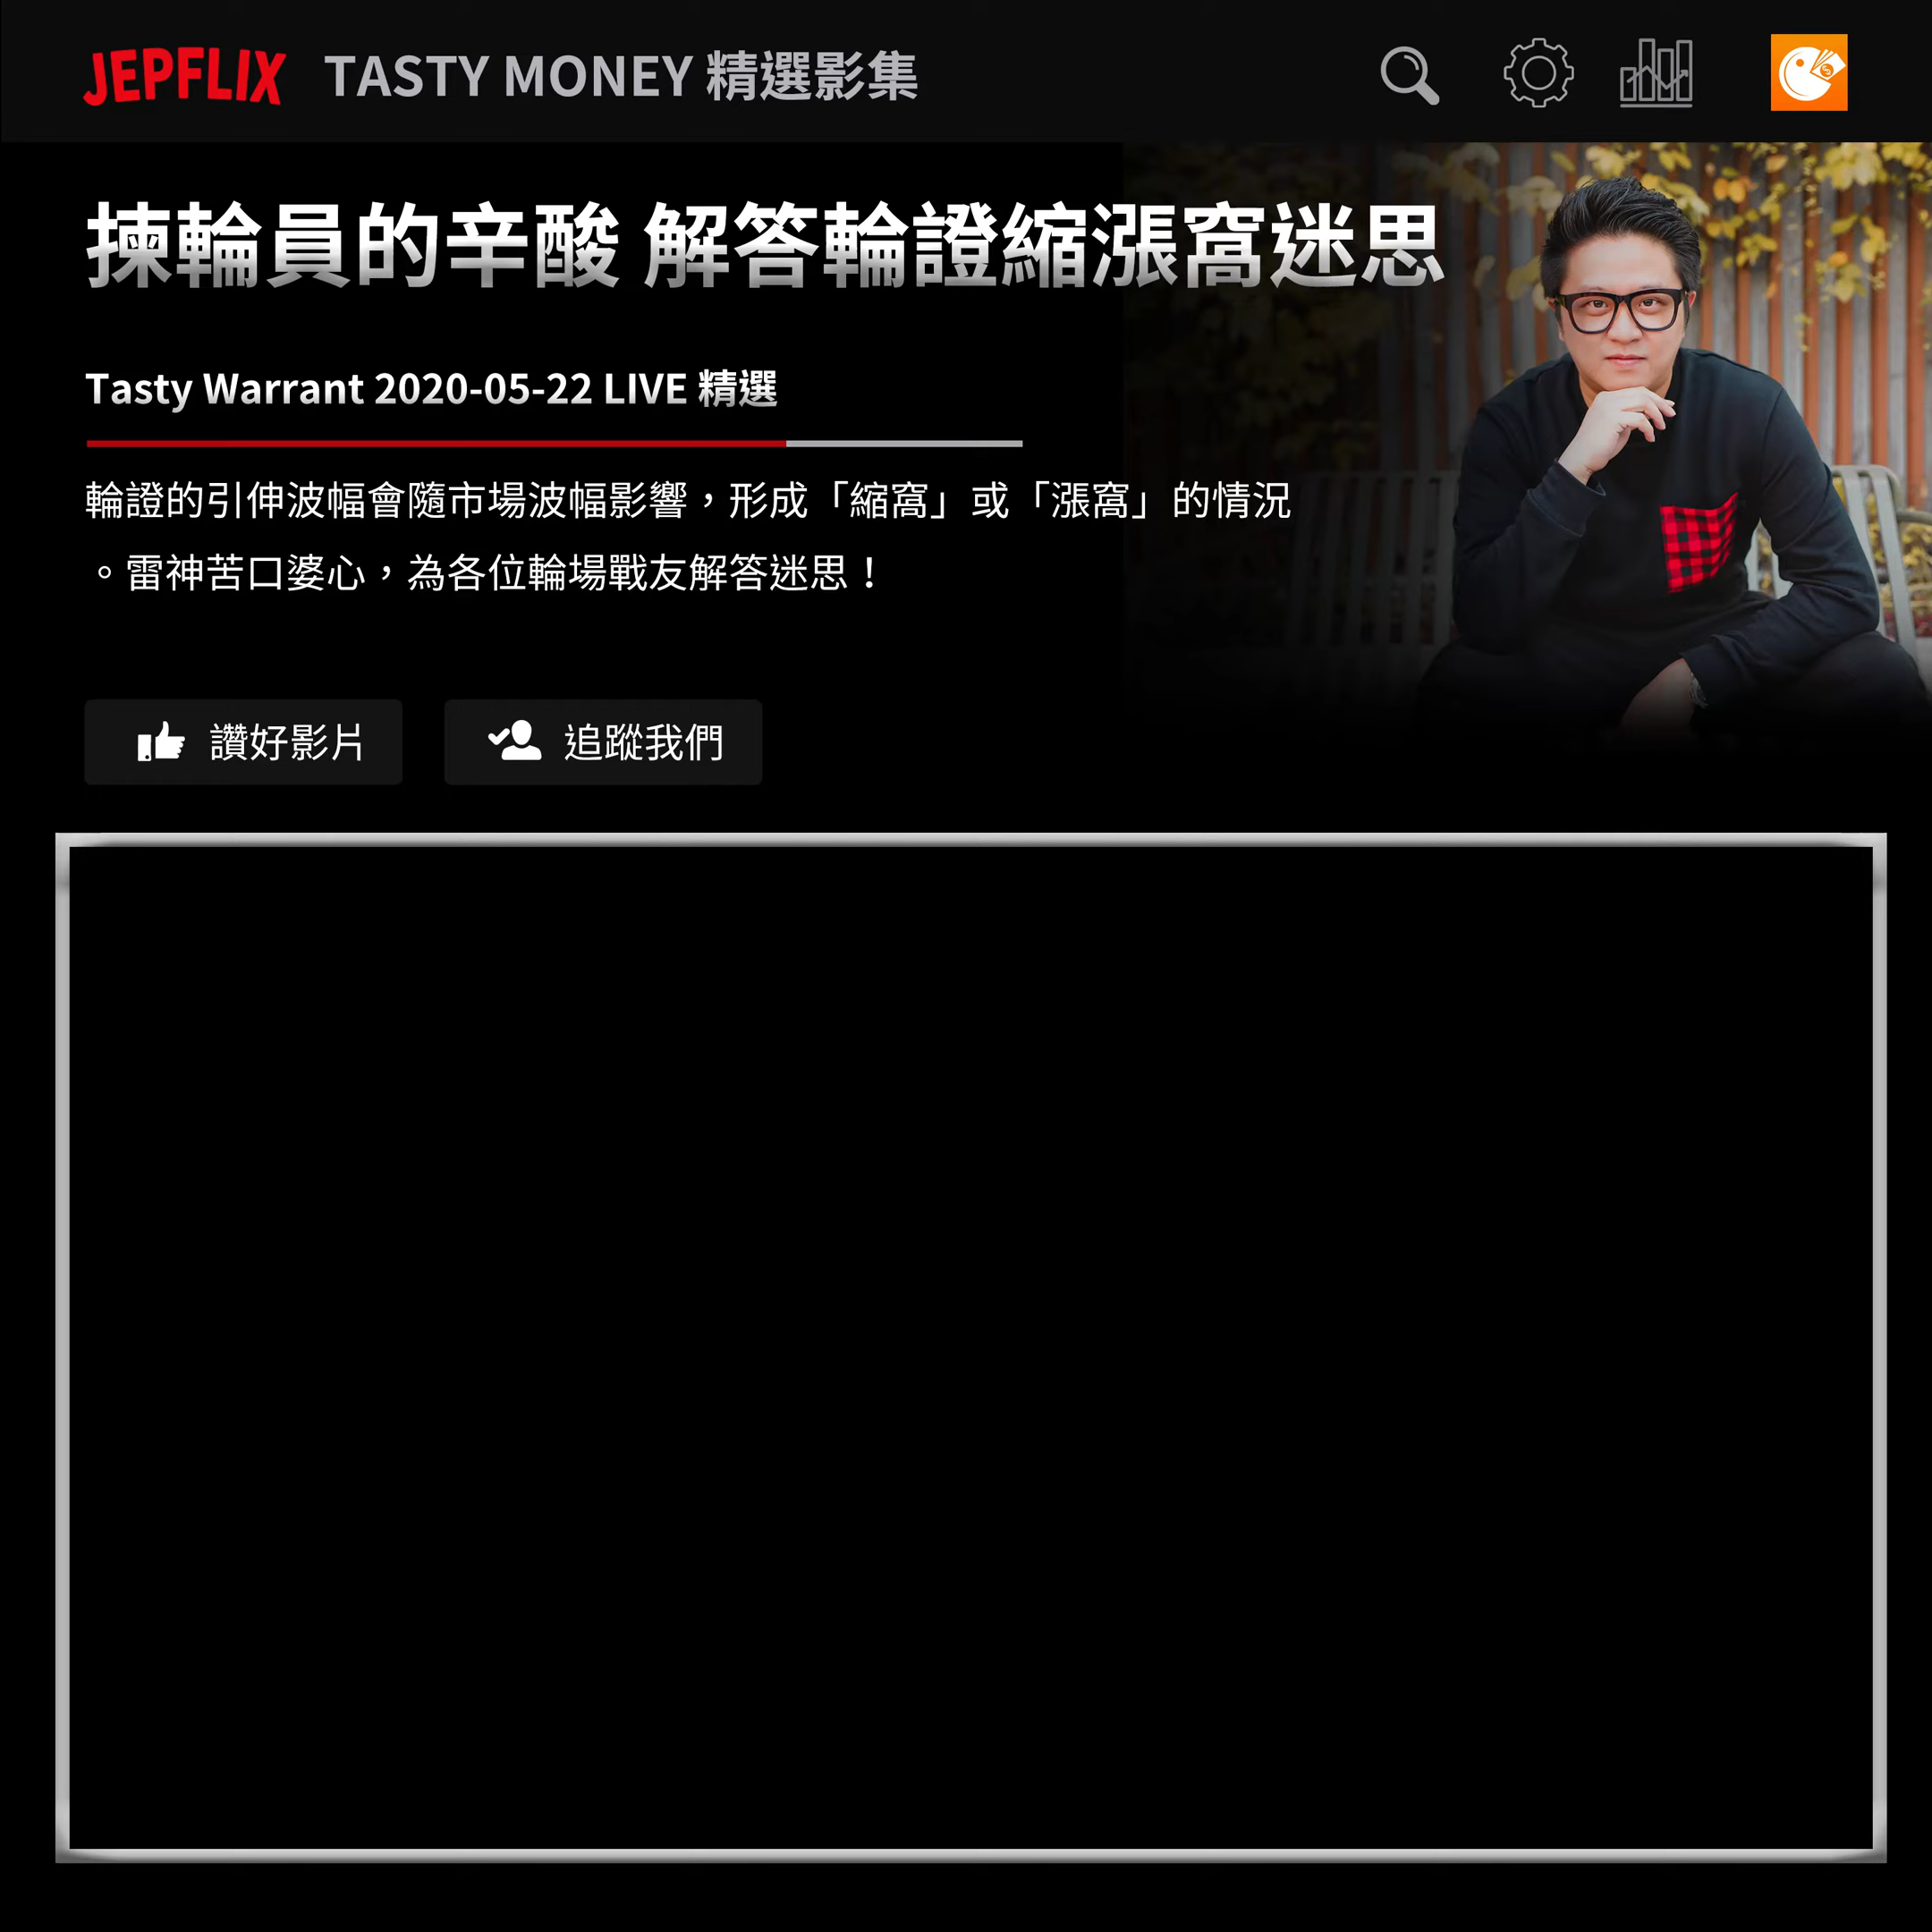 JEPFLIX TASTY MONEY 精選影集
揀輪員的辛酸 解答輪證縮漲窩迷思
Tasty Warrant 2020-05-22 LIVE 精選
輪證的引伸波幅會隨市場波幅影響，形成「縮窩」或「漲窩」的情況
。雷神苦口婆心，為各位輪場戰友解答迷思！
讚好影片 追蹤我們